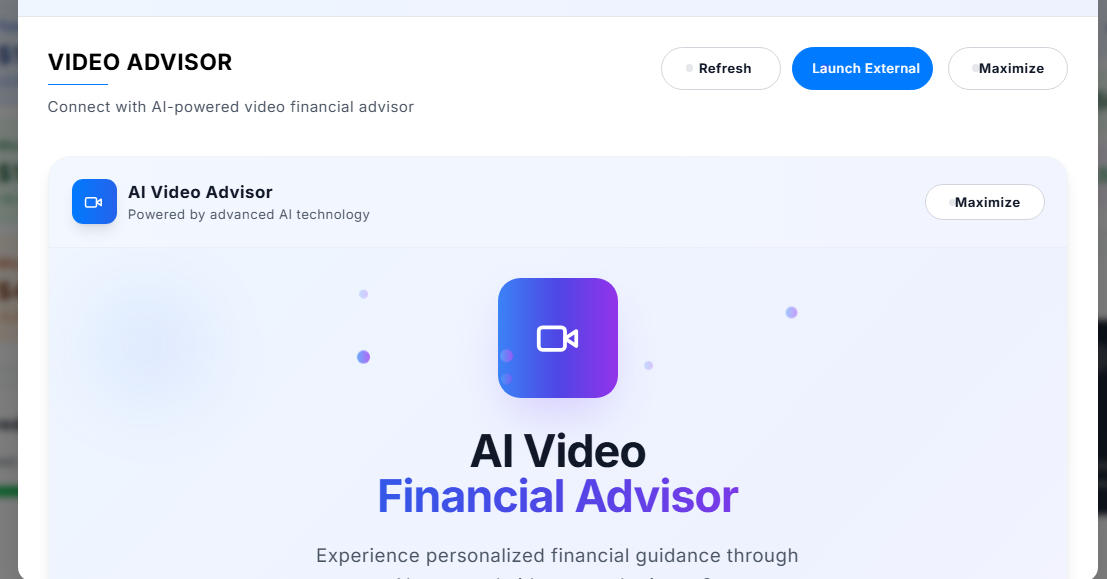 VIDEO ADVISOR
Refresh
Launch External
Maximize
Connect with AI-powered video financial advisor
AI Video Advisor
Powered by advanced AI technology
Maximize
AI Video
Financial Advisor
Experience personalized financial guidance through